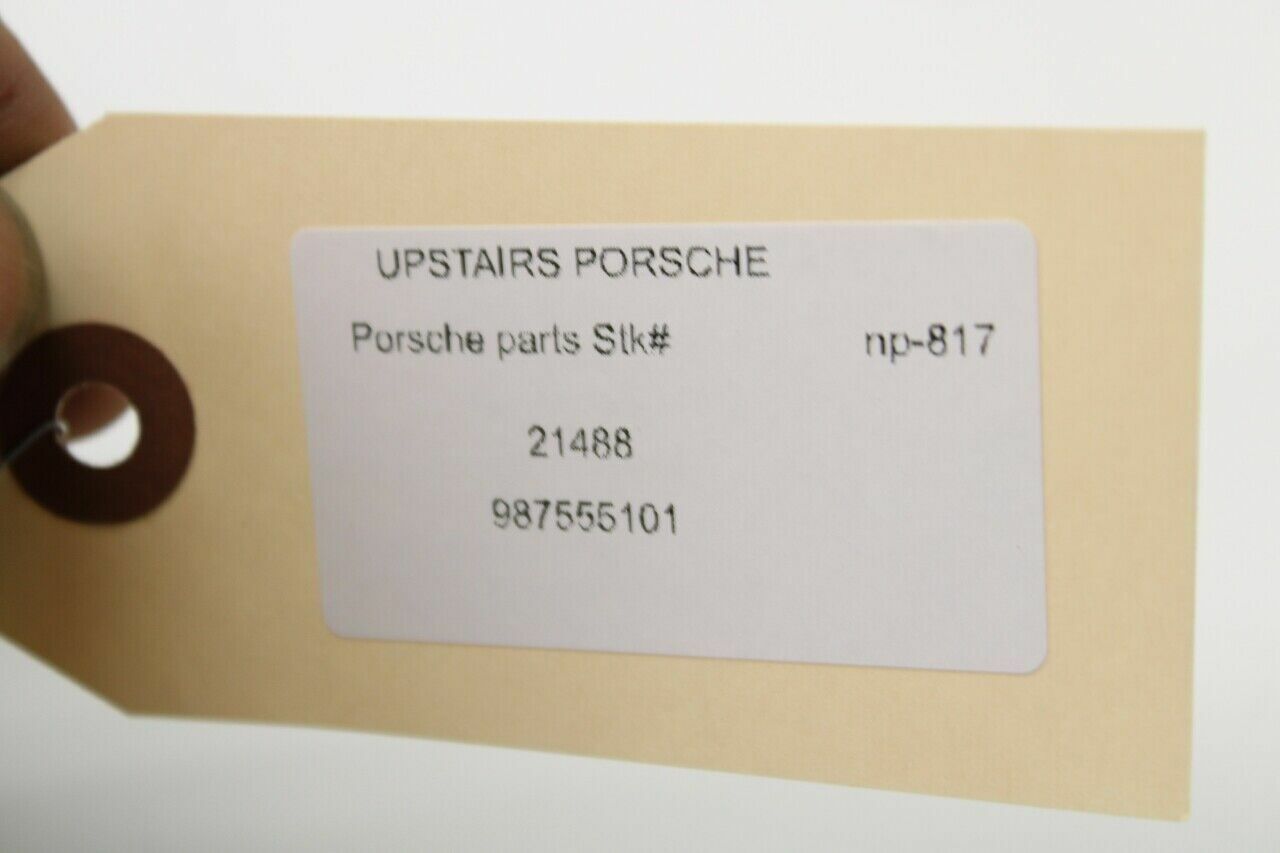 UPSTAIRS PORSCHE
Porsche parts Stk# np-817
21488
987555101